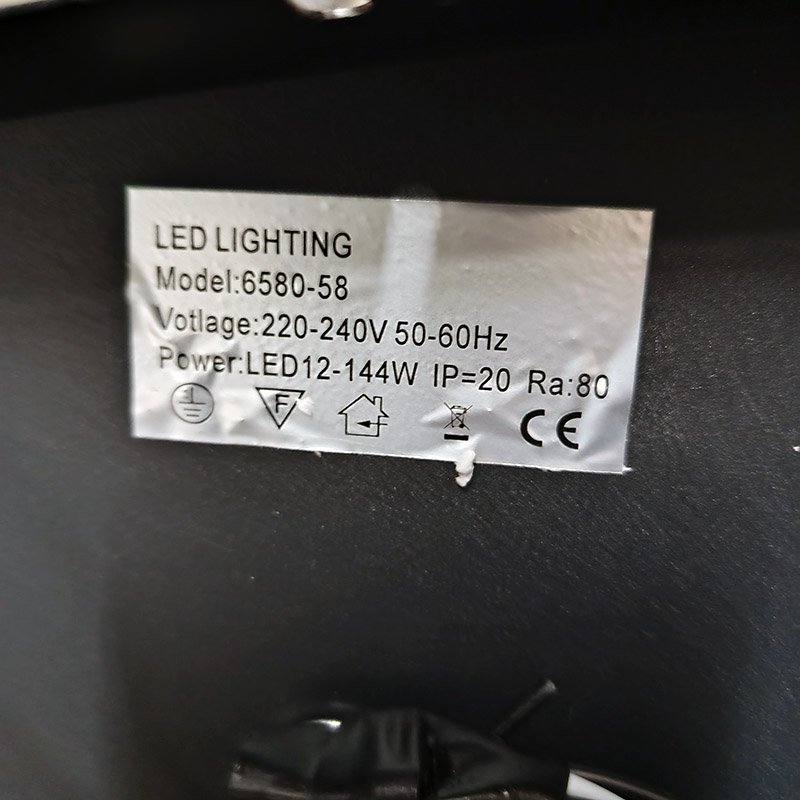 LED LIGHTING
Model:6580-58
Votlage:220-240V 50-60Hz
Power:LED12-144W IP=20 Ra:80
F CE